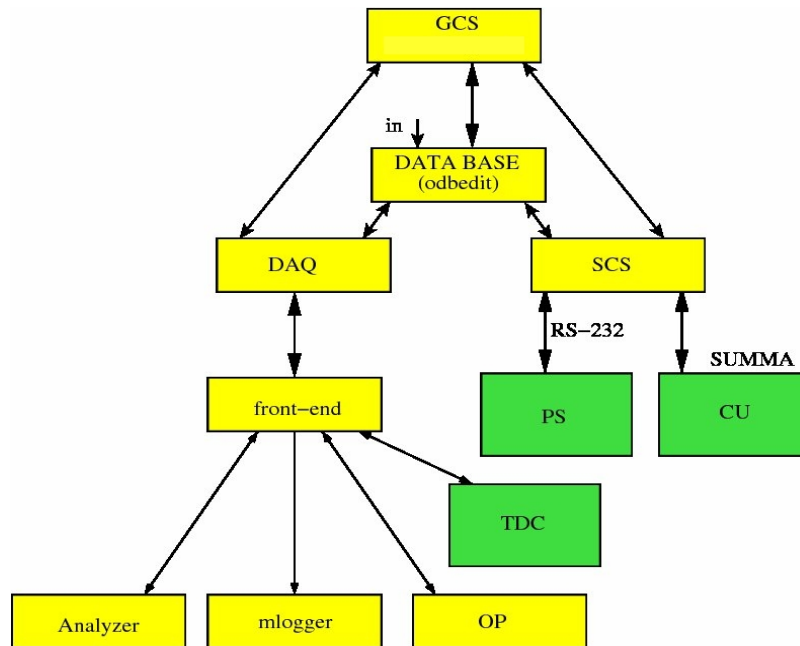 GCS
in
DATA BASE
(odbedit)
DAQ
SCS
RS-232
SUMMA
front-end
PS
CU
TDC
Analyzer
mlogger
OP